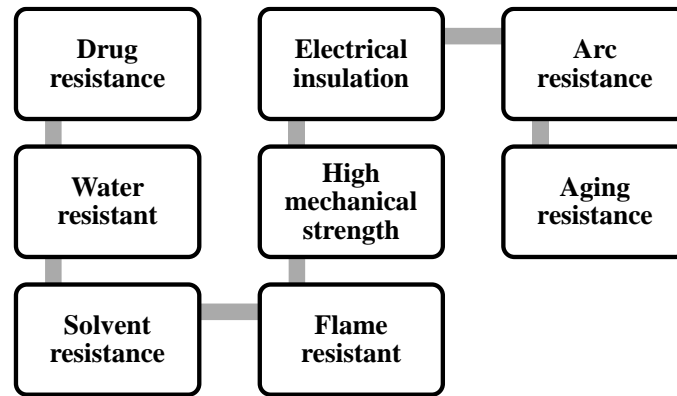 Drug
resistance
Water
resistant
Solvent
resistance
Flame
resistant
High
mechanical
strength
Electrical
insulation
Arc
resistance
Aging
resistance